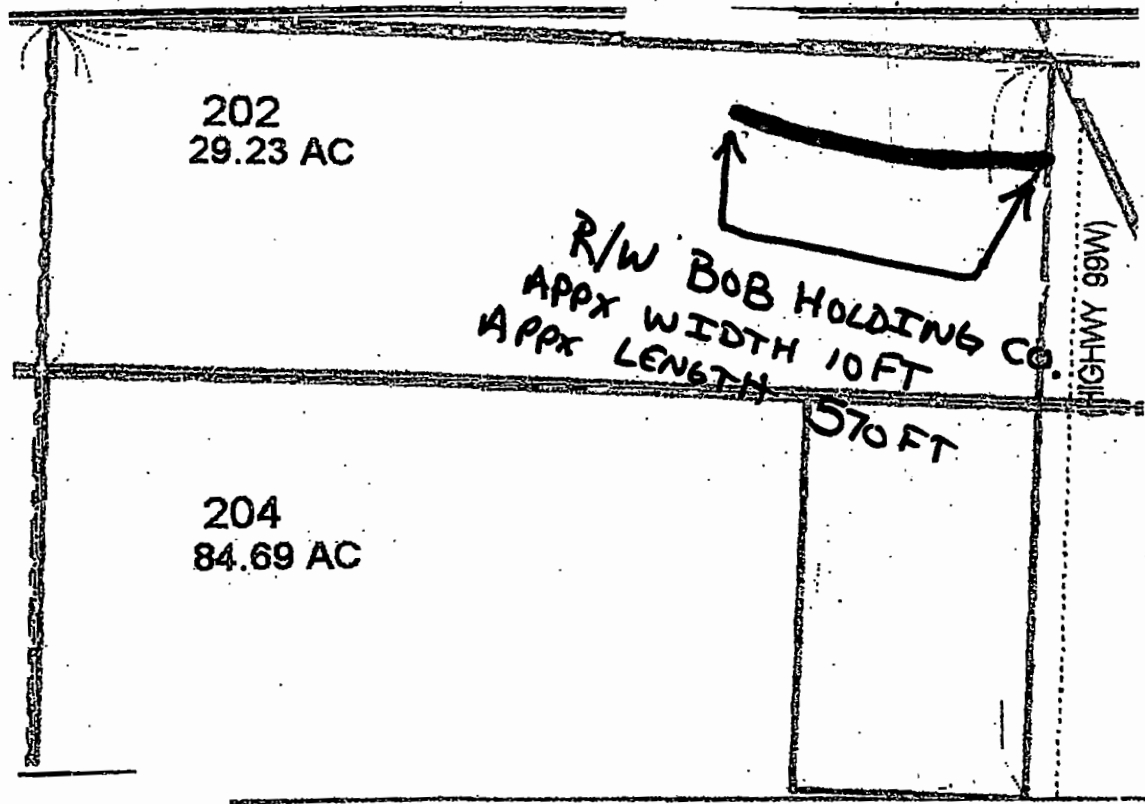 202
29.23 AC
R/W BOB HOLDING CO.
APPX WIDTH 10 FT
APPX LENGTH 570 FT
(HIGHWY 99W)
204
84.69 AC